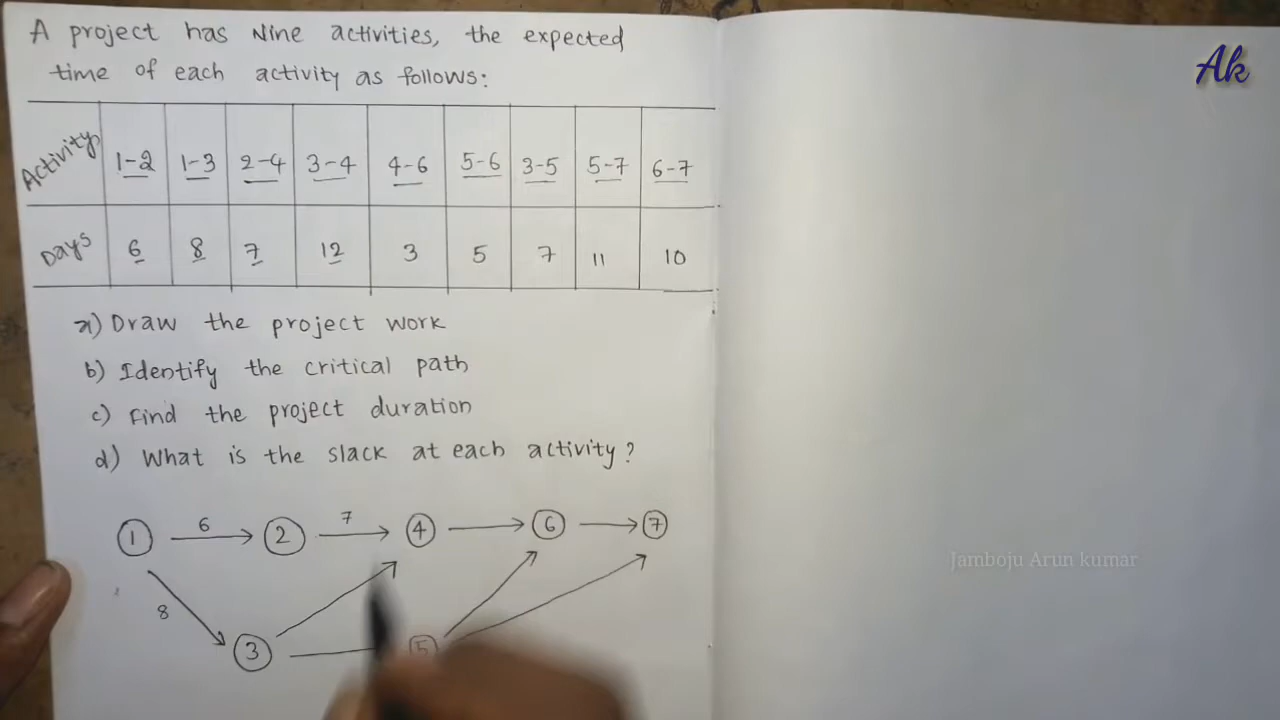 A project has Nine activities, the expected
time of each activity as follows:
Activity 1-2 1-3 2-4 3-4 4-6 5-6 3-5 5-7 6-7
Days 6 8 7 12 3 5 7 11 10
a) Draw the project work
b) Identify the critical path
c) Find the project duration
d) What is the slack at each activity?
1 6 2 7 4 6 7
8
3 5
Ak
Jamboju Arun kumar